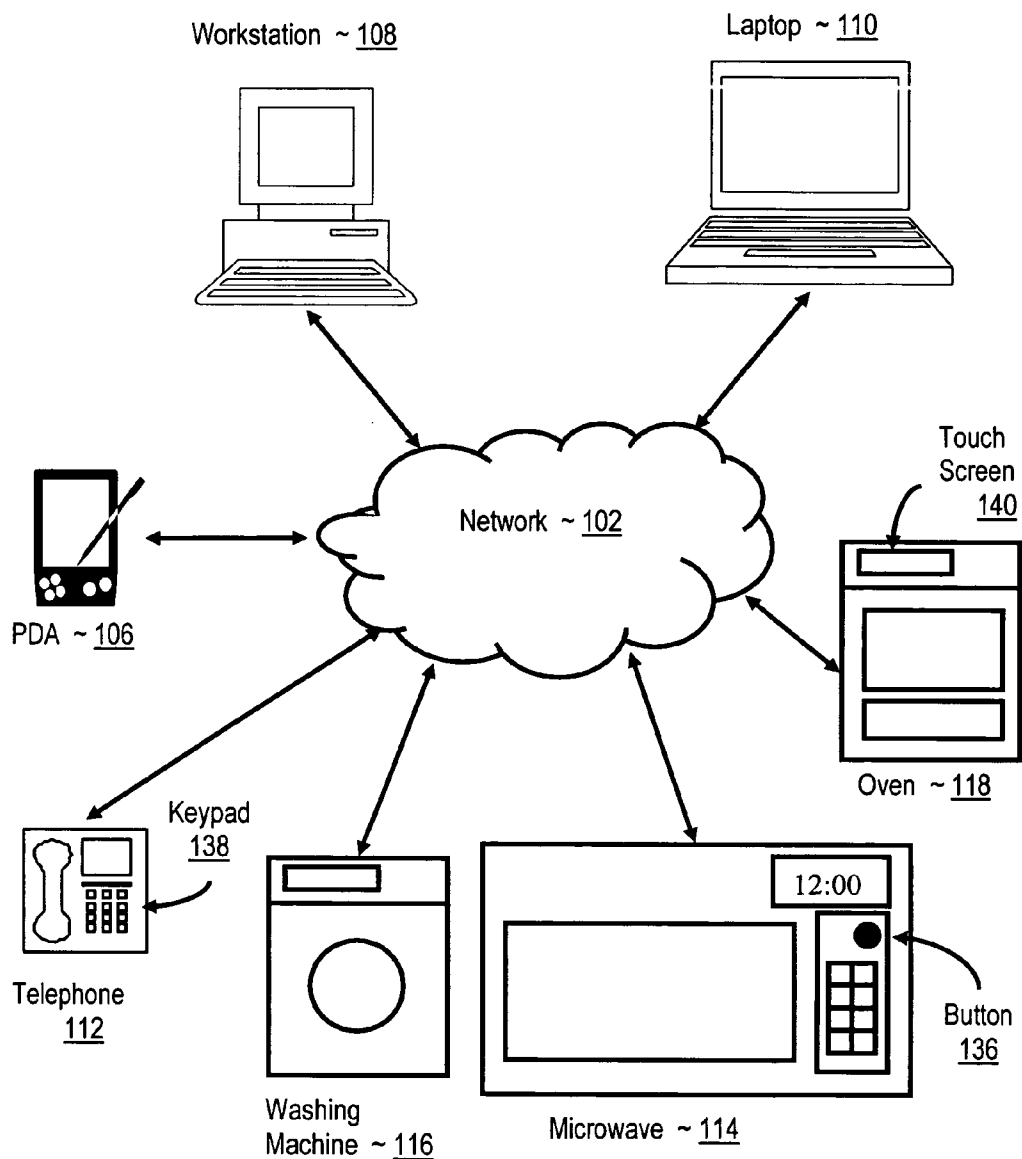 Workstation ~ 108
Laptop ~ 110
Touch
Screen
140
Network ~ 102
PDA ~ 106
Oven ~ 118
Keypad
138
12:00
Telephone
112
Button
136
Washing
Machine ~ 116
Microwave ~ 114